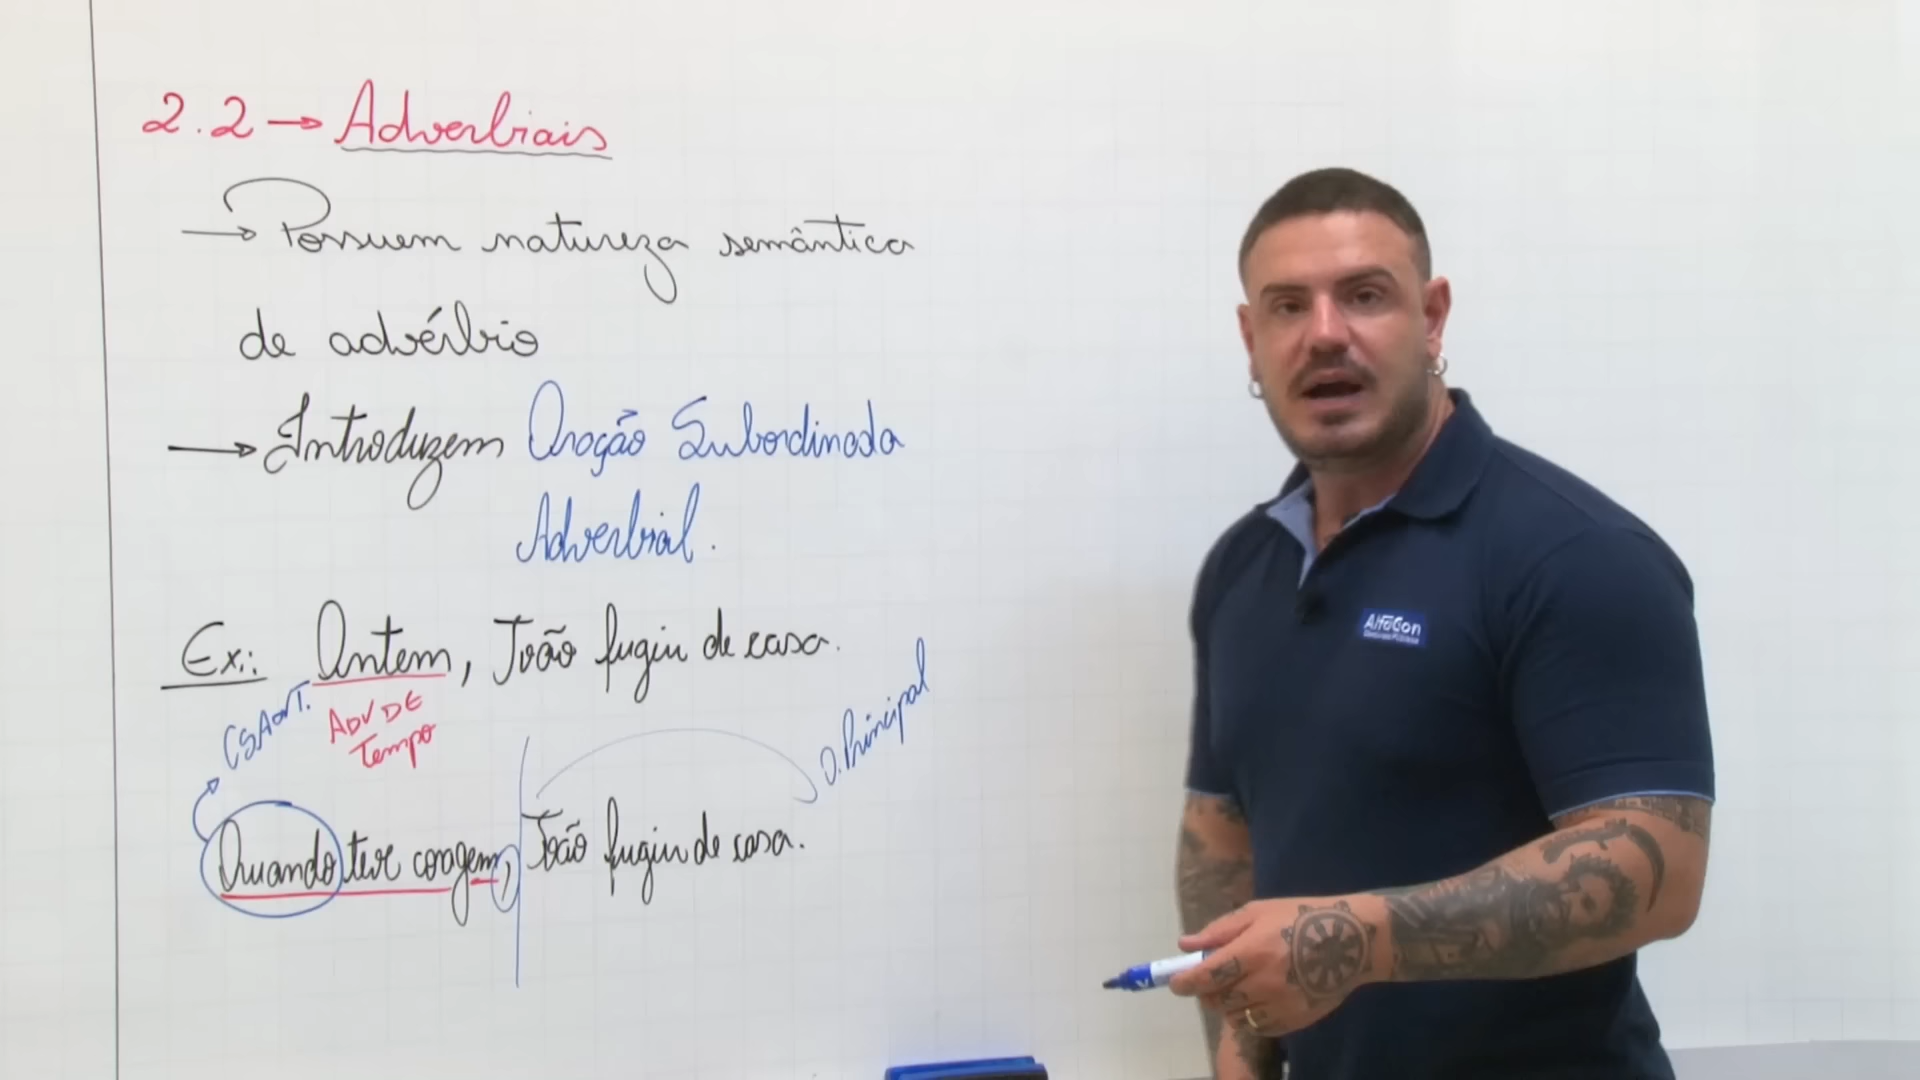 2.2 → Adverbiais
→ Possuem natureza semântica
de advérbio
→ Introduzem Oração Subordinada
Adverbial.
Ex.: Ontem, João fugiu de casa.
CSAdvT.
ADV DE
Tempo
O. Principal
Quando teve coragem, João fugiu de casa.
AlfaCon